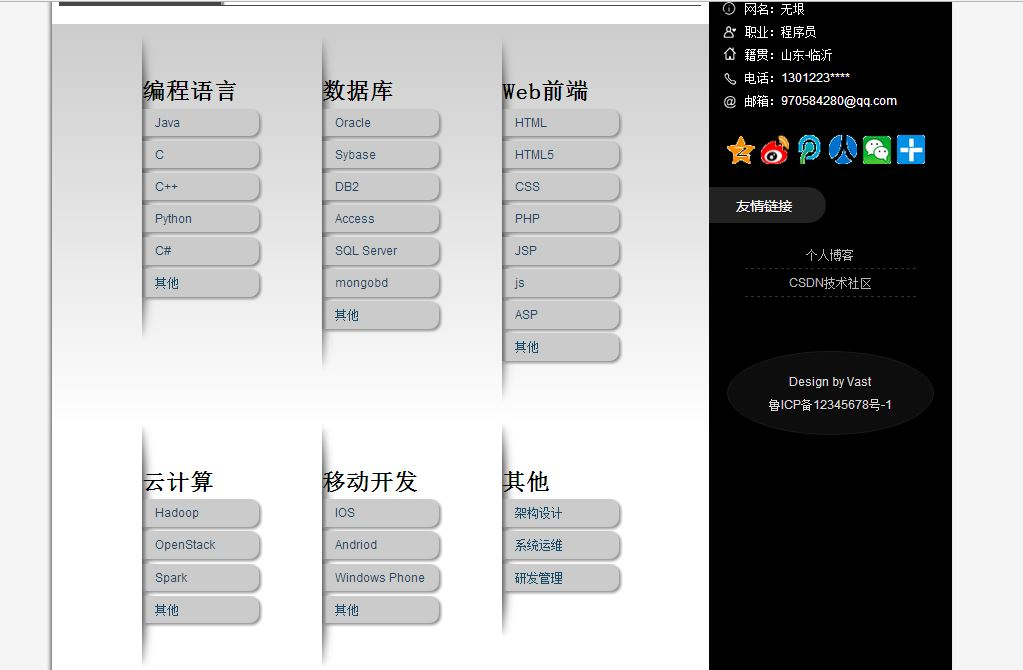 编程语言
Java
C
C++
Python
C#
其他
数据库
Oracle
Sybase
DB2
Access
SQL Server
mongobd
其他
Web前端
HTML
HTML5
CSS
PHP
JSP
js
ASP
其他
云计算
Hadoop
OpenStack
Spark
其他
移动开发
IOS
Andriod
Windows Phone
其他
其他
架构设计
系统运维
研发管理
网名：无垠
职业：程序员
籍贯：山东-临沂
电话：1301223****
@ 邮箱：970584280@qq.com
友情链接
个人博客
CSDN技术社区
Design by Vast
鲁ICP备12345678号-1